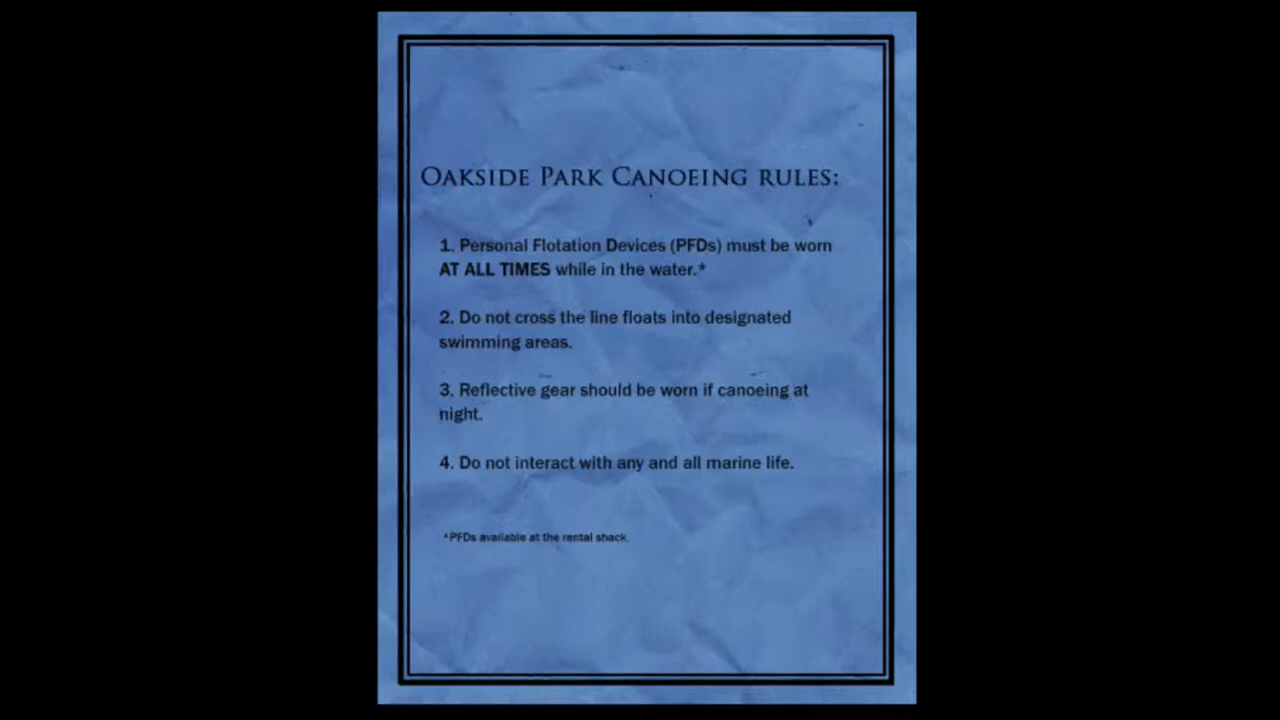 OAKSIDE PARK CANOEING RULES:
1. Personal Flotation Devices (PFDs) must be worn
AT ALL TIMES while in the water.*
2. Do not cross the line floats into designated
swimming areas.
3. Reflective gear should be worn if canoeing at
night.
4. Do not interact with any and all marine life.
*PFDs available at the rental shack.